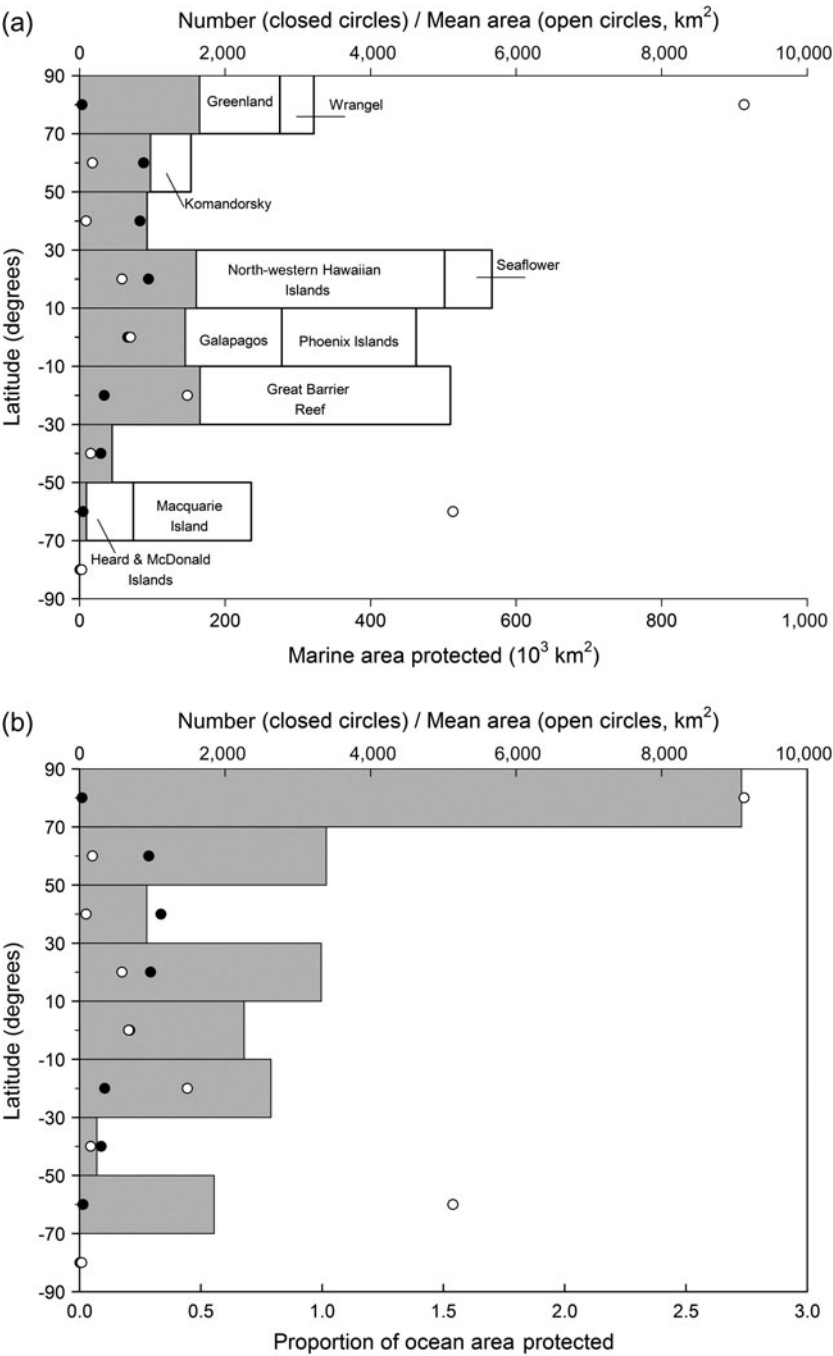 (a)
Number (closed circles) / Mean area (open circles, km²)
0 2,000 4,000 6,000 8,000 10,000
90
70
50
30
10
-10
-30
-50
-70
-90
Latitude (degrees)
Greenland
Wrangel
Komandorsky
North-western Hawaiian
Islands
Seaflower
Galapagos
Phoenix Islands
Great Barrier
Reef
Macquarie
Island
Heard & McDonald
Islands
0 200 400 600 800 1,000
Marine area protected (10³ km²)
(b)
Number (closed circles) / Mean area (open circles, km²)
0 2,000 4,000 6,000 8,000 10,000
90
70
50
30
10
-10
-30
-50
-70
-90
Latitude (degrees)
0.0 0.5 1.0 1.5 2.0 2.5 3.0
Proportion of ocean area protected